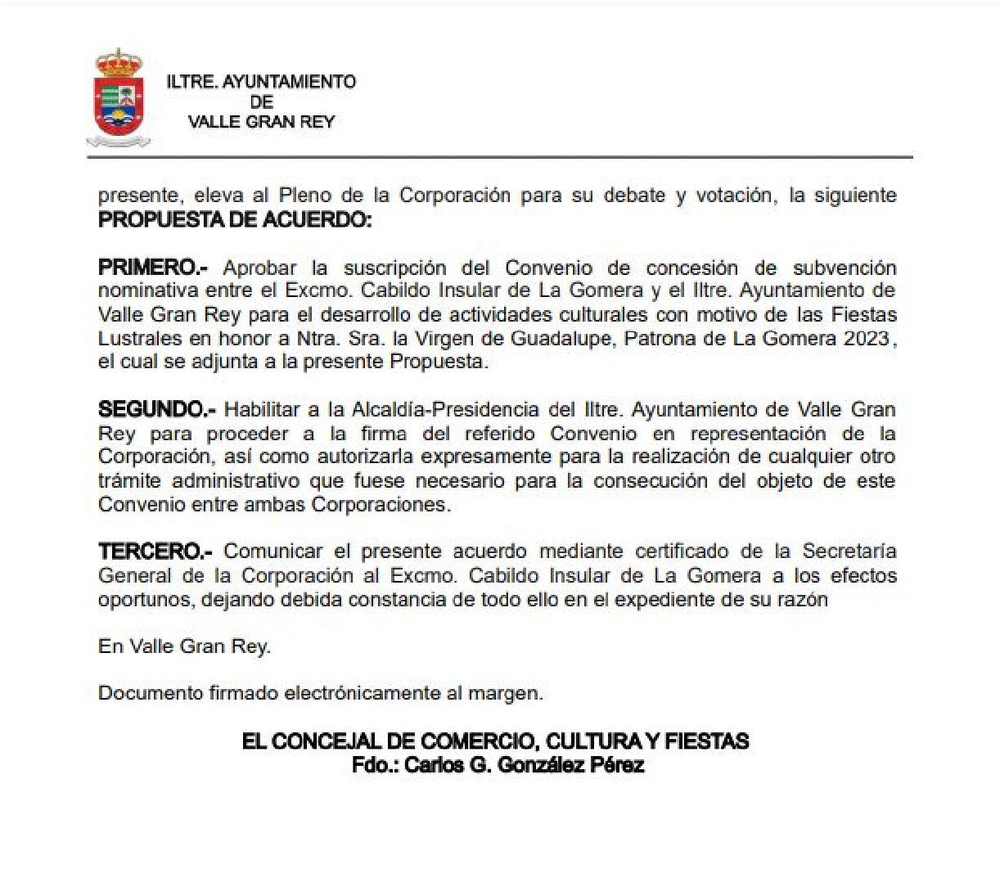 ILTRE. AYUNTAMIENTO
DE
VALLE GRAN REY
presente, eleva al Pleno de la Corporación para su debate y votación, la siguiente
PROPUESTA DE ACUERDO:
PRIMERO.- Aprobar la suscripción del Convenio de concesión de subvención
nominativa entre el Excmo. Cabildo Insular de La Gomera y el Iltre. Ayuntamiento de
Valle Gran Rey para el desarrollo de actividades culturales con motivo de las Fiestas
Lustrales en honor a Ntra. Sra. la Virgen de Guadalupe, Patrona de La Gomera 2023,
el cual se adjunta a la presente Propuesta.
SEGUNDO.- Habilitar a la Alcaldía-Presidencia del Iltre. Ayuntamiento de Valle Gran
Rey para proceder a la firma del referido Convenio en representación de la
Corporación, así como autorizarla expresamente para la realización de cualquier otro
trámite administrativo que fuese necesario para la consecución del objeto de este
Convenio entre ambas Corporaciones.
TERCERO.- Comunicar el presente acuerdo mediante certificado de la Secretaría
General de la Corporación al Excmo. Cabildo Insular de La Gomera a los efectos
oportunos, dejando debida constancia de todo ello en el expediente de su razón
En Valle Gran Rey.
Documento firmado electrónicamente al margen.
EL CONCEJAL DE COMERCIO, CULTURA Y FIESTAS
Fdo.: Carlos G. González Pérez